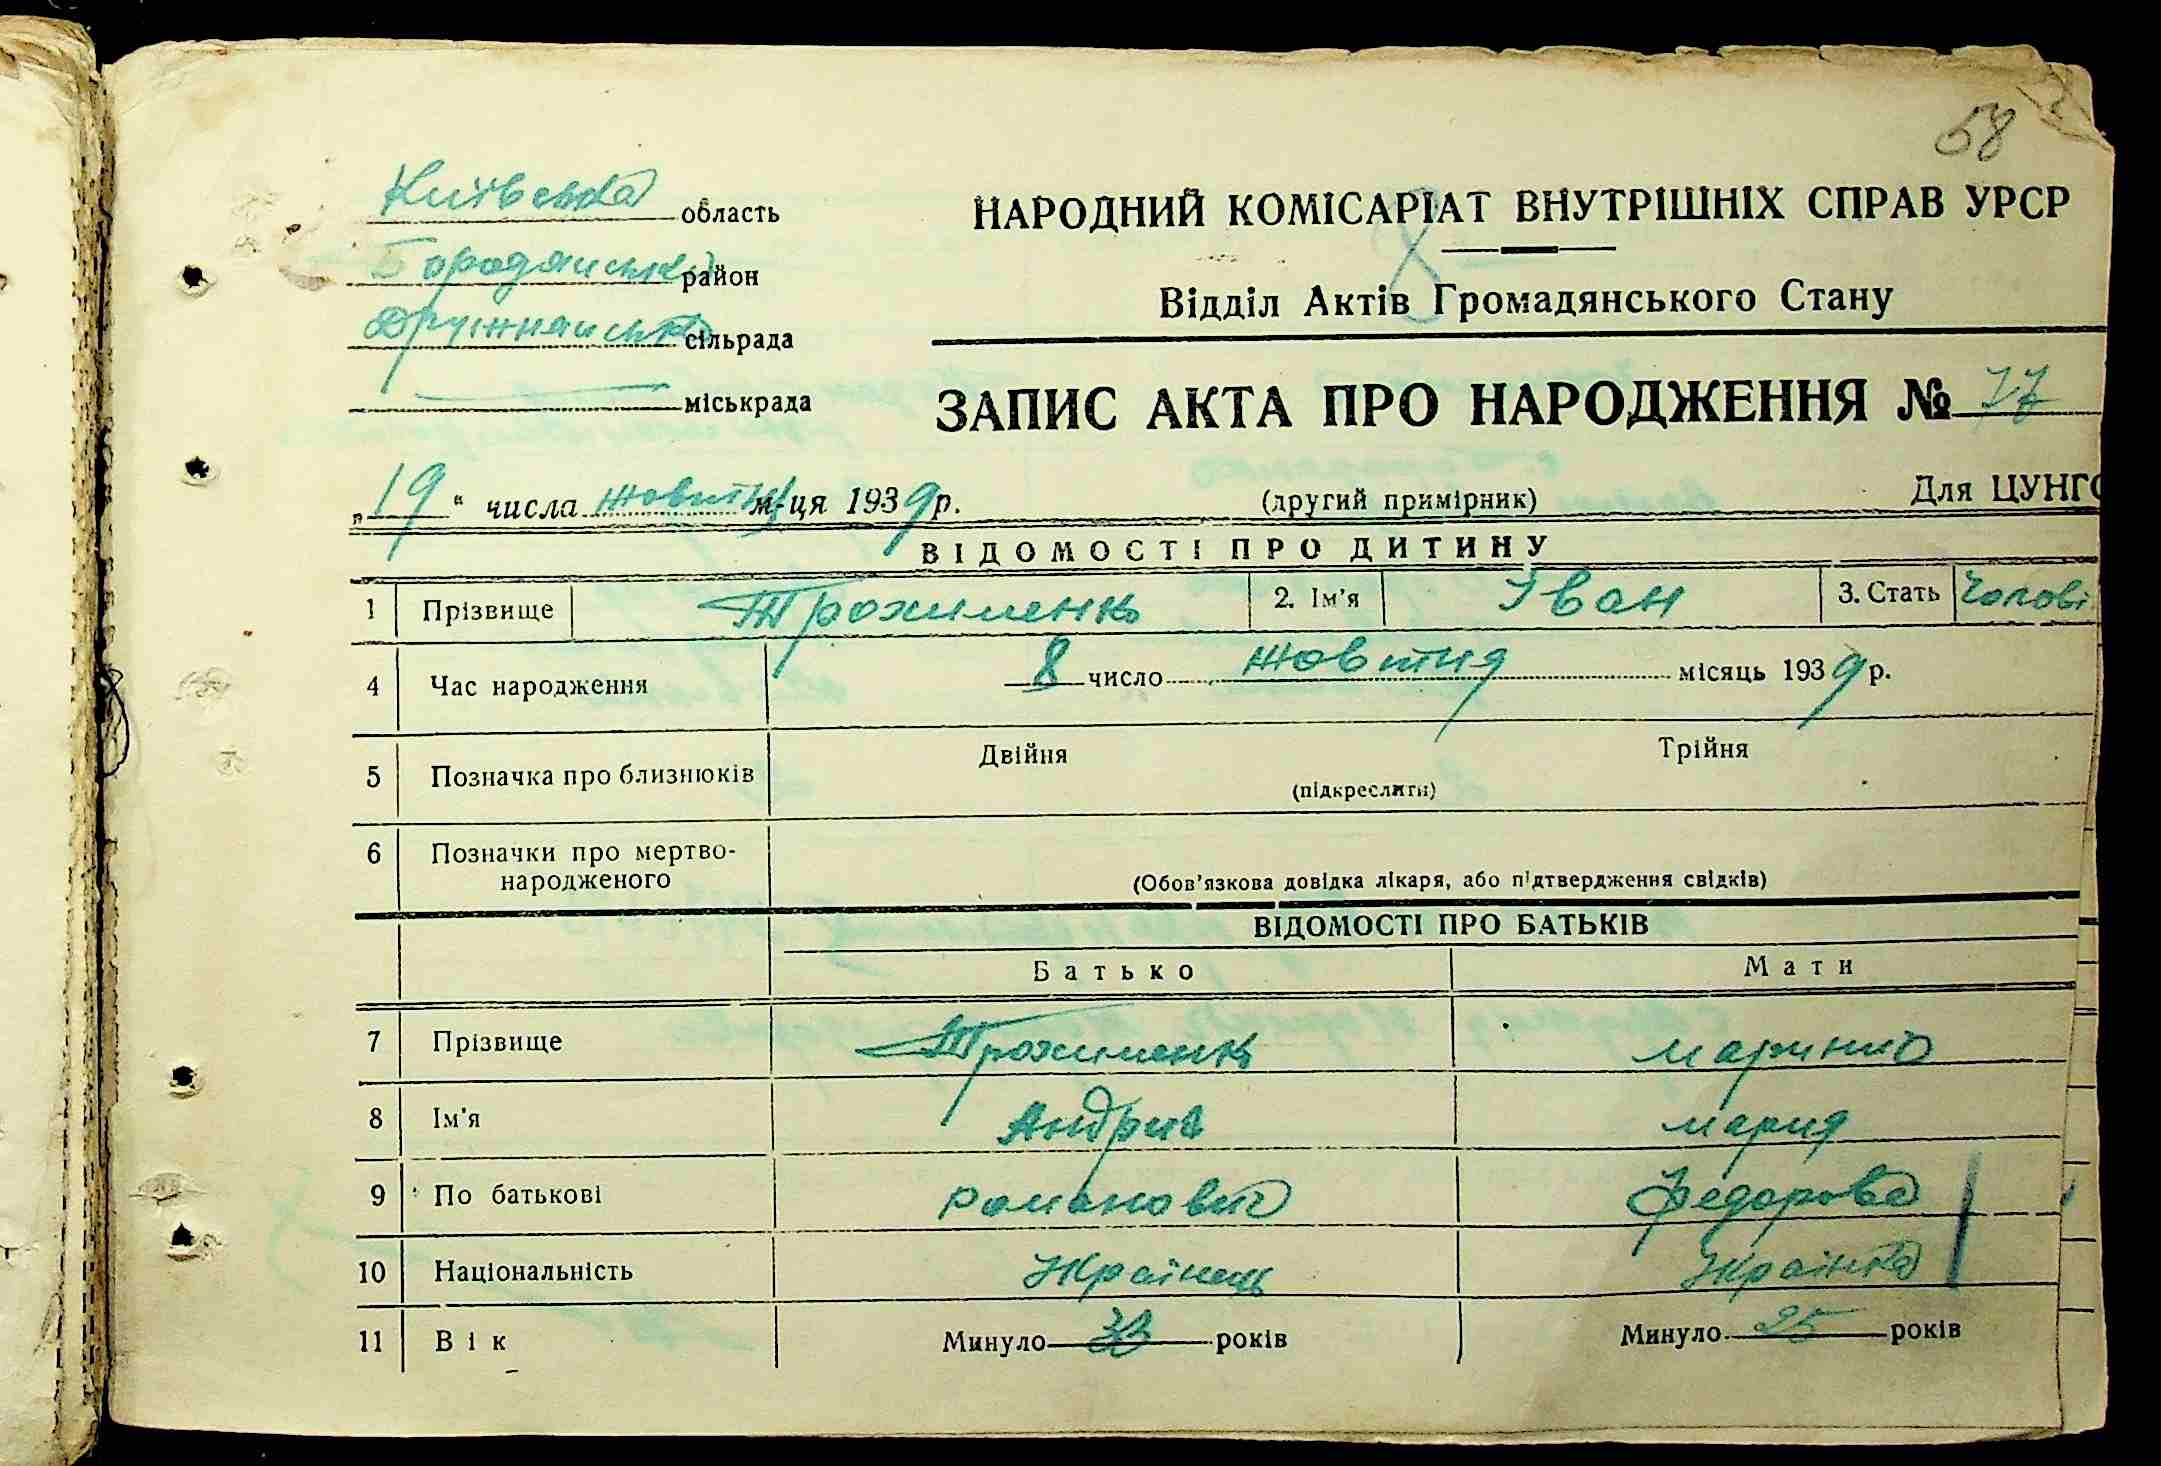 58
Київська область
НАРОДНИЙ КОМІСАРІАТ ВНУТРІШНІХ СПРАВ УРСР
Бородянський район
Відділ Актів Громадянського Стану
Дружнянська сільрада
міськрада
ЗАПИС АКТА ПРО НАРОДЖЕННЯ № 77
„19“ числа жовтня м-ця 1939 р.
(другий примірник)
Для ЦУНГО
ВІДОМОСТІ ПРО ДИТИНУ
1 Прізвище Трохименко 2. Ім'я Іван 3. Стать Чолові
4 Час народження 8 число жовтня місяць 1939 р.
5 Позначка про близнюків Двійня Трійня
(підкреслити)
6 Позначки про мертво-
народженого
(Обов'язкова довідка лікаря, або підтвердження свідків)
ВІДОМОСТІ ПРО БАТЬКІВ
Батько Мати
7 Прізвище Трохименко
8 Ім'я Андрій мария
9 По батькові Романович Федорова
10 Національність Українець Українка
11 Вік Минуло 33 років Минуло 25 років